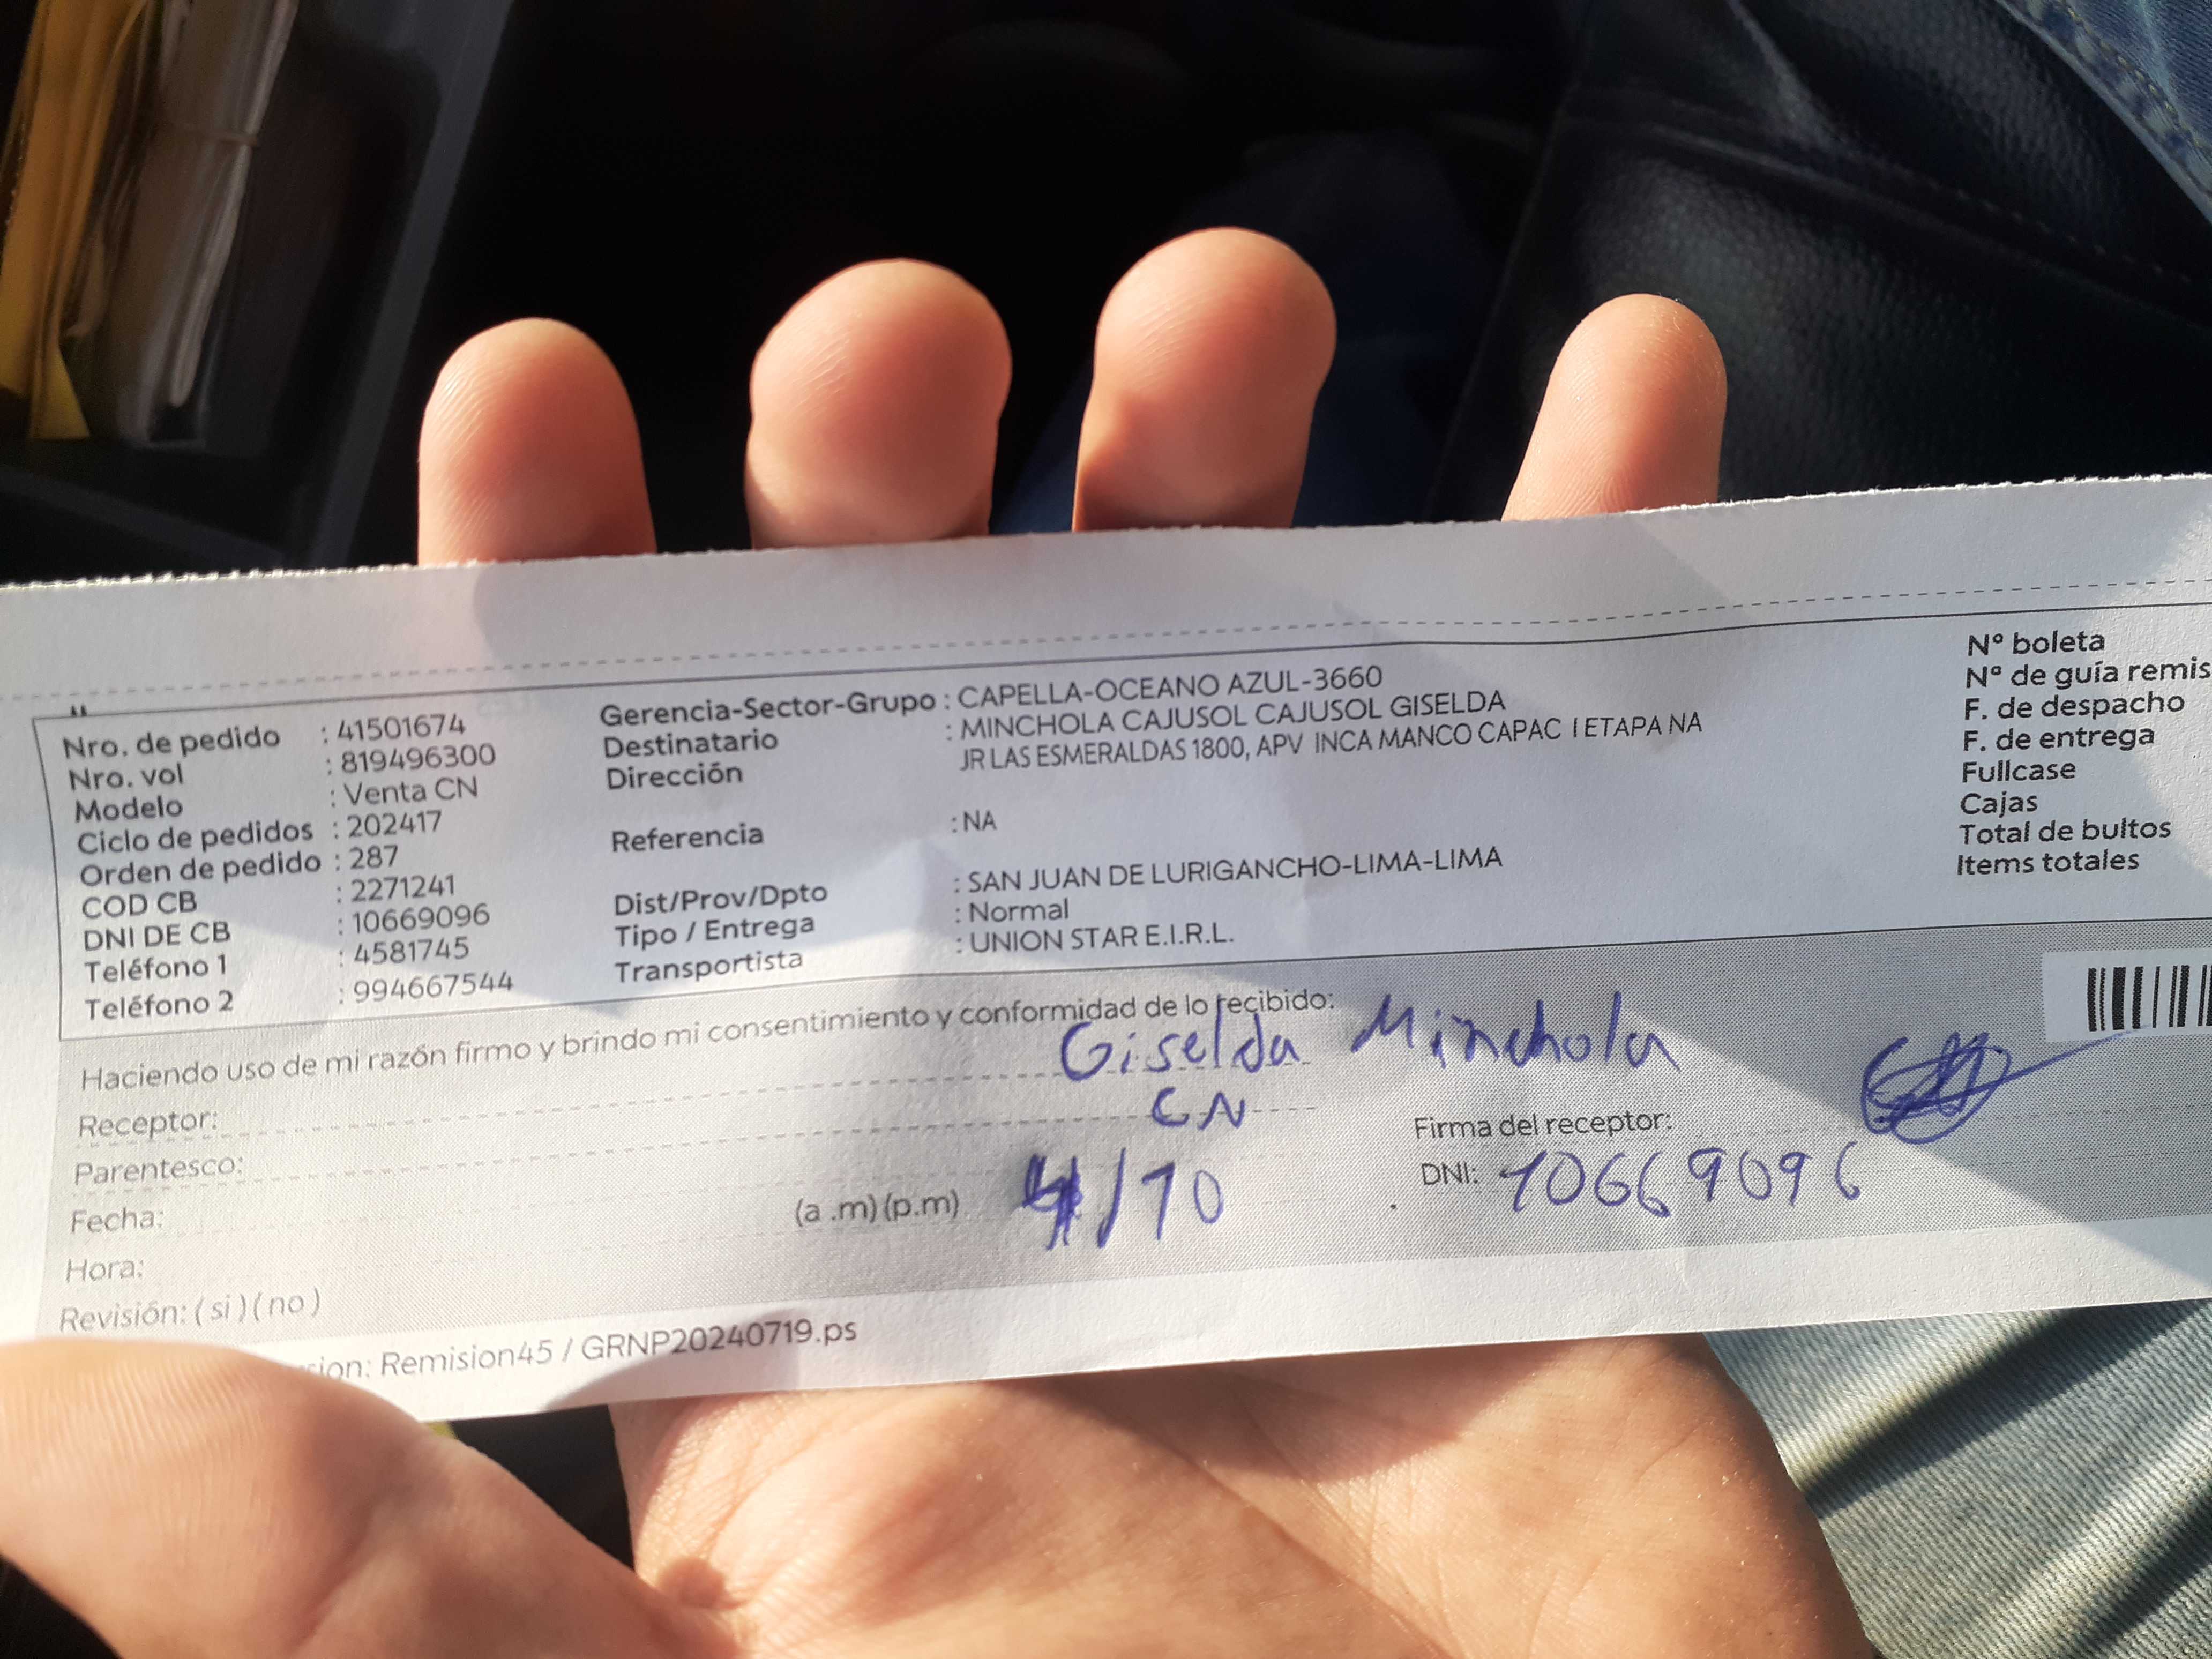 Nro. de pedido : 41501674
Nro. vol : 819496300
Modelo : Venta CN
Ciclo de pedidos : 202417
Orden de pedido : 287
COD CB : 2271241
DNI DE CB : 10669096
Teléfono 1 : 4581745
Teléfono 2 : 994667544
Gerencia-Sector-Grupo : CAPELLA-OCEANO AZUL-3660
Destinatario : MINCHOLA CAJUSOL CAJUSOL GISELDA
Dirección JR LAS ESMERALDAS 1800, APV INCA MANCO CAPAC I ETAPA NA
Referencia : NA
Dist/Prov/Dpto : SAN JUAN DE LURIGANCHO-LIMA-LIMA
Tipo / Entrega : Normal
Transportista : UNION STAR E.I.R.L.
Nº boleta
Nº de guía remis
F. de despacho
F. de entrega
Fullcase
Cajas
Total de bultos
Items totales
Haciendo uso de mi razón firmo y brindo mi consentimiento y conformidad de lo recibido:
Receptor: Giselda Minchola
Parentesco: CN
Firma del receptor:
Fecha: 4/10
DNI: 10669096
Hora: (a .m) (p.m)
Revisión: ( si ) ( no )
sion: Remision45 / GRNP20240719.ps